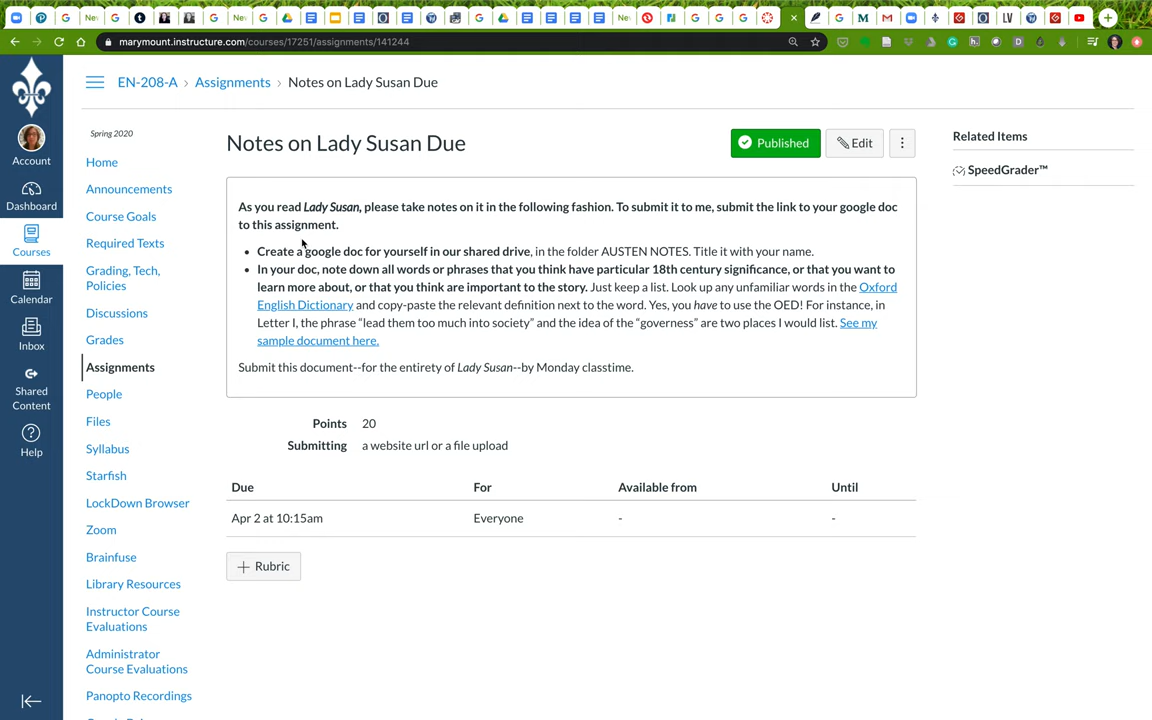 marymount.instructure.com/courses/17251/assignments/141244
EN-208-A › Assignments › Notes on Lady Susan Due
Account
Dashboard
Courses
Calendar
Inbox
Shared
Content
Help
Spring 2020
Home
Announcements
Course Goals
Required Texts
Grading, Tech,
Policies
Discussions
Grades
Assignments
People
Files
Syllabus
Starfish
LockDown Browser
Zoom
Brainfuse
Library Resources
Instructor Course
Evaluations
Administrator
Course Evaluations
Panopto Recordings
Notes on Lady Susan Due
Published
Edit
As you read Lady Susan, please take notes on it in the following fashion. To submit it to me, submit the link to your google doc
to this assignment.
• Create a google doc for yourself in our shared drive, in the folder AUSTEN NOTES. Title it with your name.
• In your doc, note down all words or phrases that you think have particular 18th century significance, or that you want to
learn more about, or that you think are important to the story. Just keep a list. Look up any unfamiliar words in the Oxford
English Dictionary and copy-paste the relevant definition next to the word. Yes, you have to use the OED! For instance, in
Letter I, the phrase “lead them too much into society” and the idea of the “governess” are two places I would list. See my
sample document here.
Submit this document--for the entirety of Lady Susan--by Monday classtime.
Points 20
Submitting a website url or a file upload
Due For Available from Until
Apr 2 at 10:15am Everyone - -
+ Rubric
Related Items
SpeedGrader™